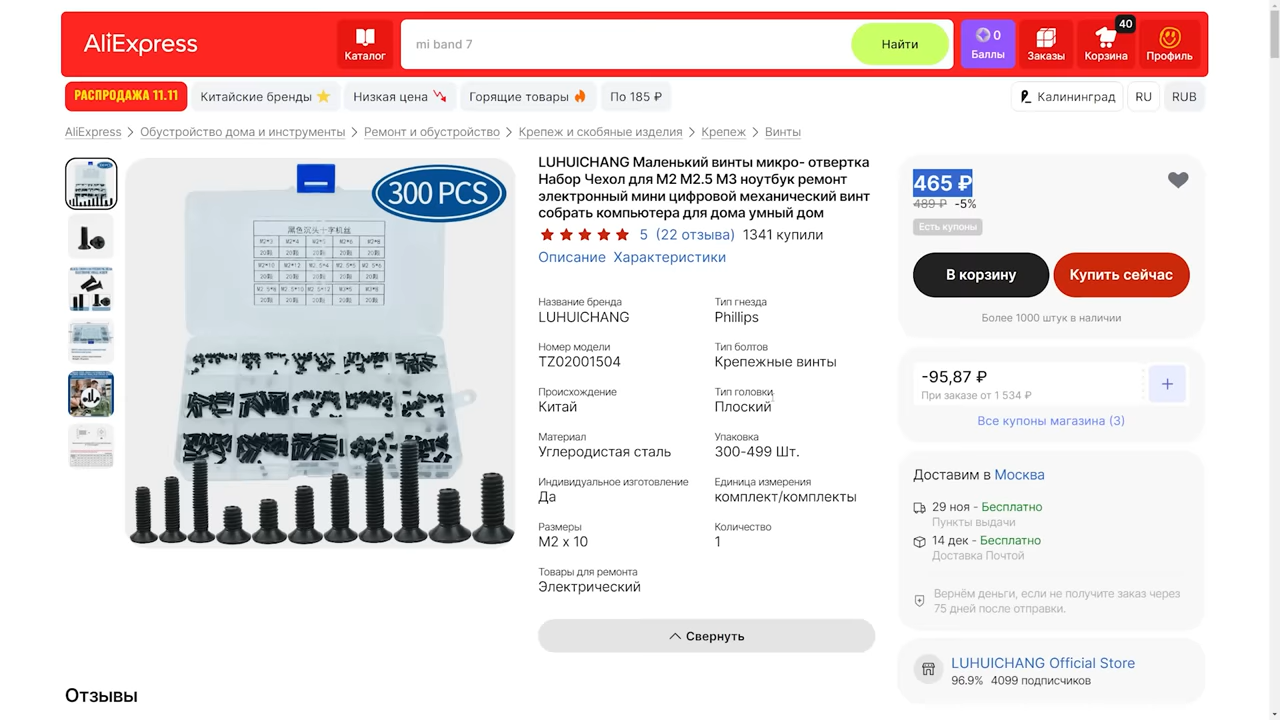 AliExpress
Каталог
mi band 7
Найти
0
Баллы
Заказы
40
Корзина
Профиль
РАСПРОДАЖА 11.11
Китайские бренды
Низкая цена
Горящие товары
По 185 ₽
Калининград
RU
RUB
AliExpress > Обустройство дома и инструменты > Ремонт и обустройство > Крепеж и скобяные изделия > Крепеж > Винты
300 PCS
黑色沉头十字机丝
LUHUICHANG Маленький винты микро- отвертка
Набор Чехол для M2 M2.5 M3 ноутбук ремонт
электронный мини цифровой механический винт
собрать компьютера для дома умный дом
5 (22 отзыва) 1341 купили
Описание Характеристики
Название бренда
LUHUICHANG
Тип гнезда
Phillips
Номер модели
TZ02001504
Тип болтов
Крепежные винты
Происхождение
Китай
Тип головки
Плоский
Материал
Углеродистая сталь
Упаковка
300-499 Шт.
Индивидуальное изготовление
Да
Единица измерения
комплект/комплекты
Размеры
M2 x 10
Количество
1
Товары для ремонта
Электрический
Свернуть
465 ₽
489 ₽ -5%
Есть купоны
В корзину
Купить сейчас
Более 1000 штук в наличии
-95,87 ₽
При заказе от 1 534 ₽
+
Все купоны магазина (3)
Доставим в Москва
29 ноя - Бесплатно
Пункты выдачи
14 дек - Бесплатно
Доставка Почтой
Вернём деньги, если не получите заказ через
75 дней после отправки.
LUHUICHANG Official Store
96.9% 4099 подписчиков
Отзывы